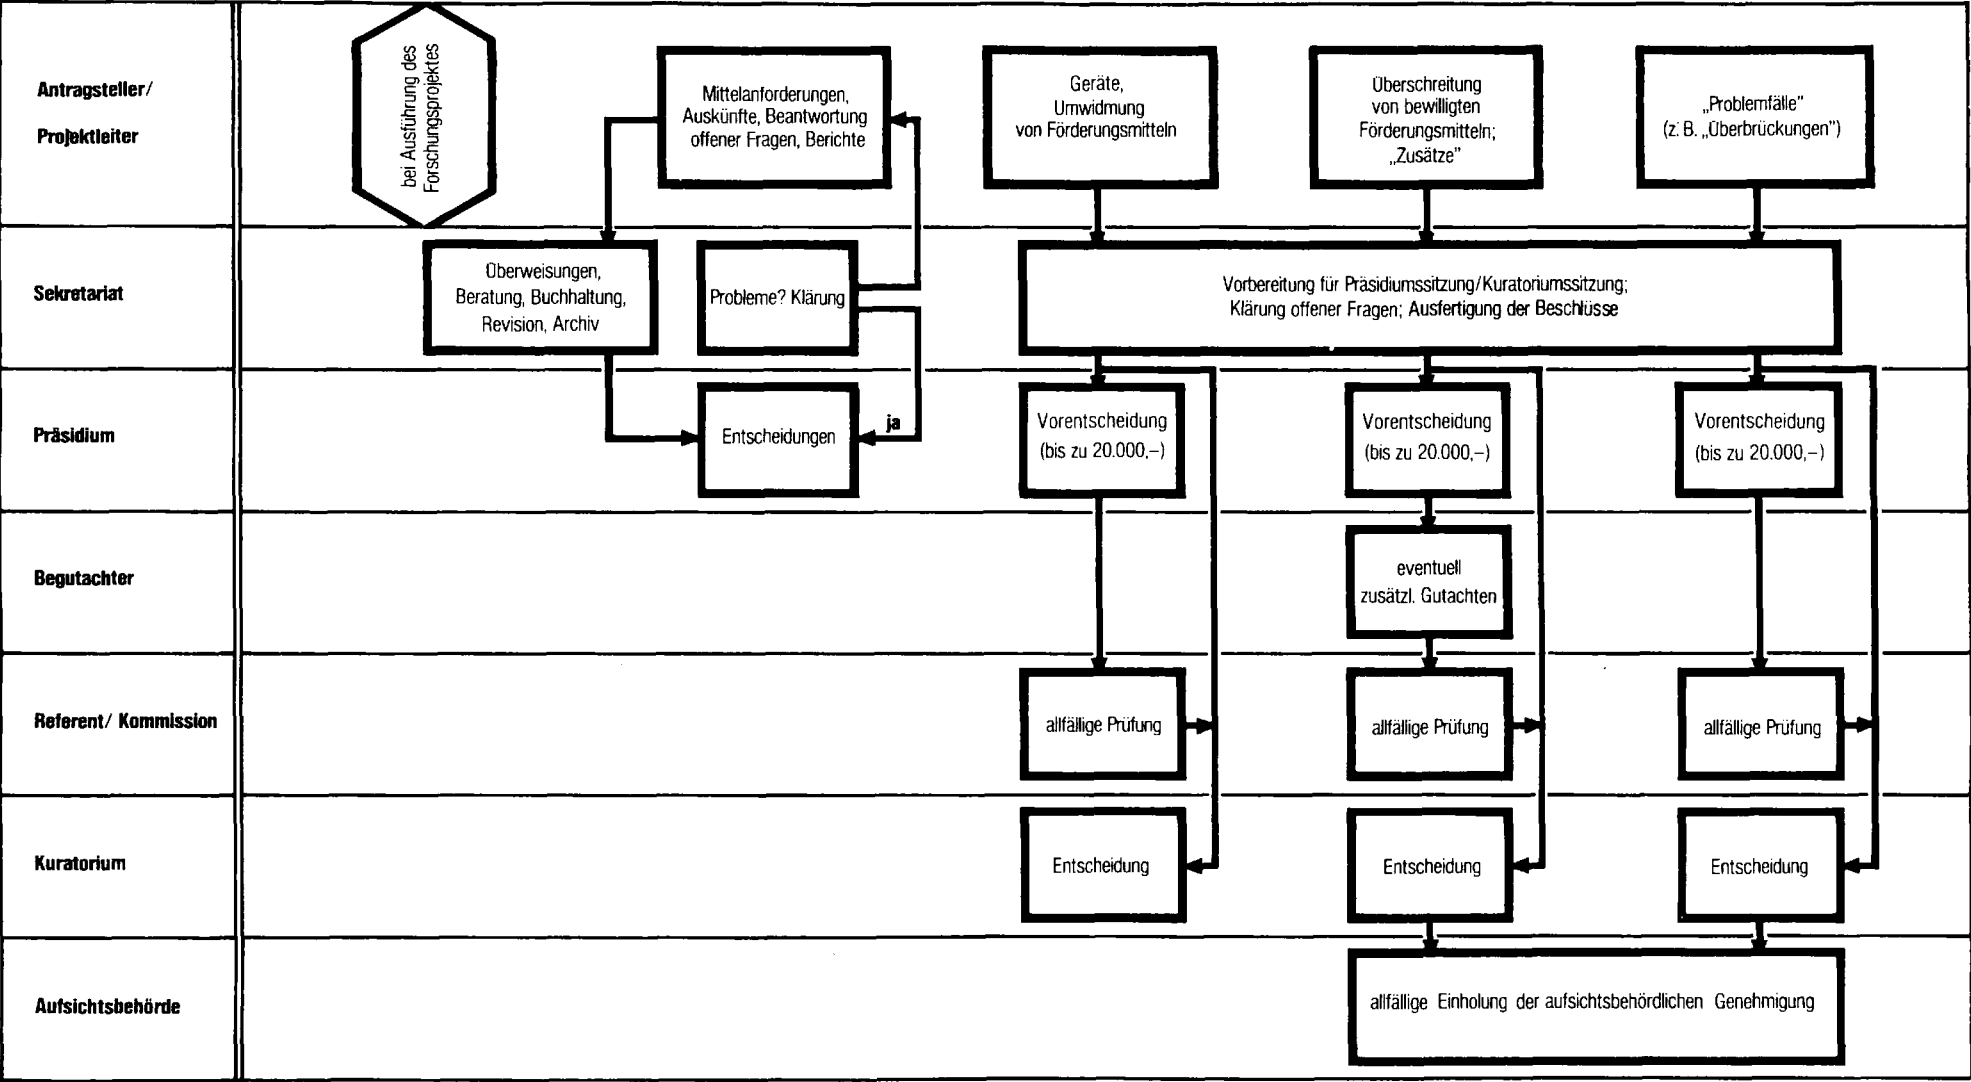 Antragsteller/
Projektleiter
bei Ausführung des
Forschungsprojektes
Mittelanforderungen,
Auskünfte, Beantwortung
offener Fragen, Berichte
Geräte,
Umwidmung
von Förderungsmitteln
Überschreitung
von bewilligten
Förderungsmitteln;
„Zusätze”
„Problemfälle”
(z. B. „Überbrückungen”)
Sekretariat
Überweisungen,
Beratung, Buchhaltung,
Revision, Archiv
Probleme? Klärung
Vorbereitung für Präsidiumssitzung/Kuratoriumssitzung;
Klärung offener Fragen; Ausfertigung der Beschlüsse
Präsidium
Entscheidungen
ja
Vorentscheidung
(bis zu 20.000,–)
Vorentscheidung
(bis zu 20.000,–)
Vorentscheidung
(bis zu 20.000,–)
Begutachter
eventuell
zusätzl. Gutachten
Referent/ Kommission
allfällige Prüfung
allfällige Prüfung
allfällige Prüfung
Kuratorium
Entscheidung
Entscheidung
Entscheidung
Aufsichtsbehörde
allfällige Einholung der aufsichtsbehördlichen Genehmigung